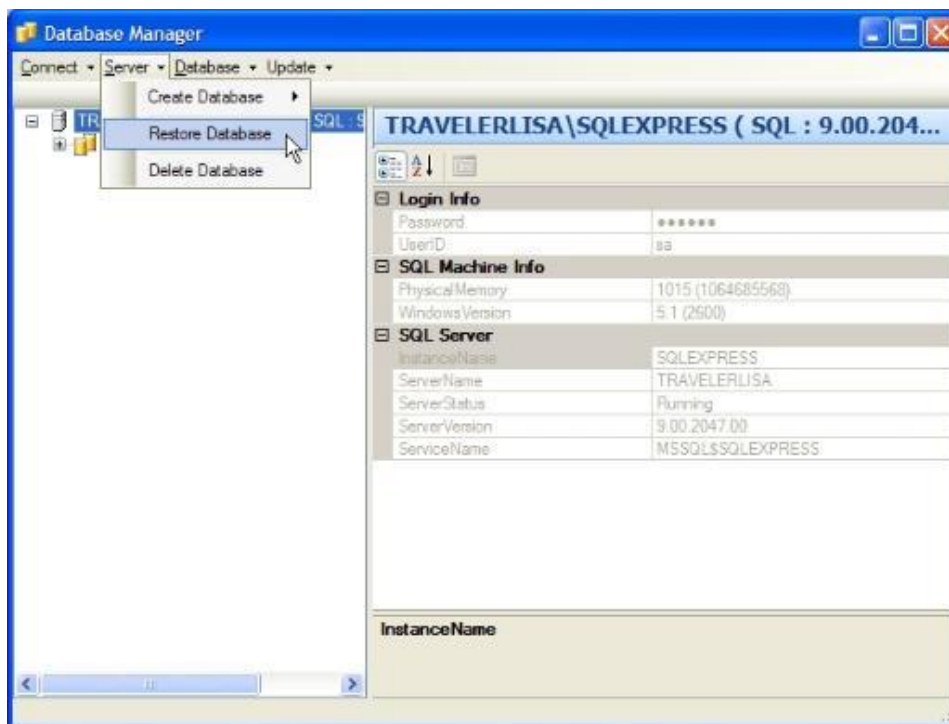 Database Manager
Connect Server Database Update
Create Database
Restore Database
Delete Database
TR SQL : S
TRAVELERLISA\SQLEXPRESS ( SQL : 9.00.204...
Login Info
Password ●●●●●●
UserID sa
SQL Machine Info
PhysicalMemory 1015 (1064685568)
WindowsVersion 5.1 (2600)
SQL Server
InstanceName SQLEXPRESS
ServerName TRAVELERLISA
ServerStatus Running
ServerVersion 9.00.2047.00
ServiceName MSSQL$SQLEXPRESS
InstanceName